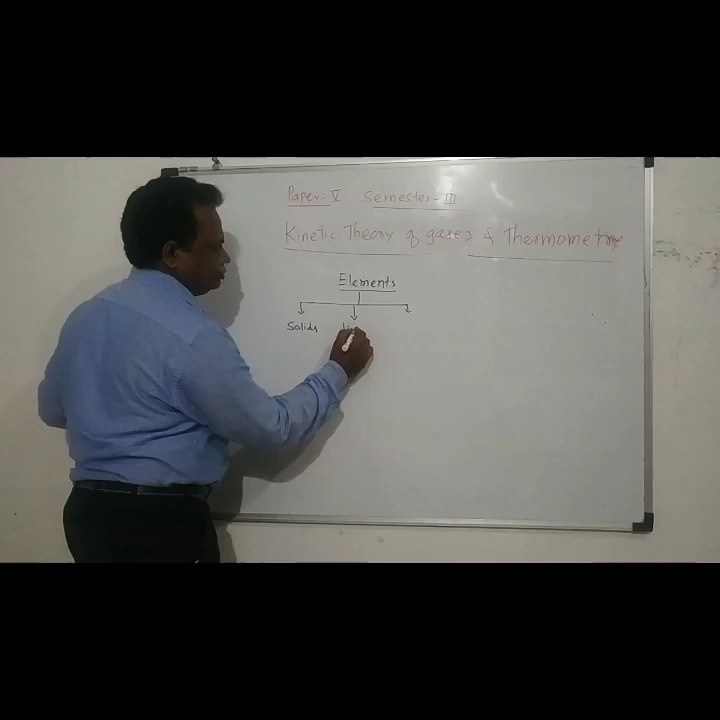 Paper-V Semester-III
Kinetic Theory of gases & Thermometry
Elements
Solids